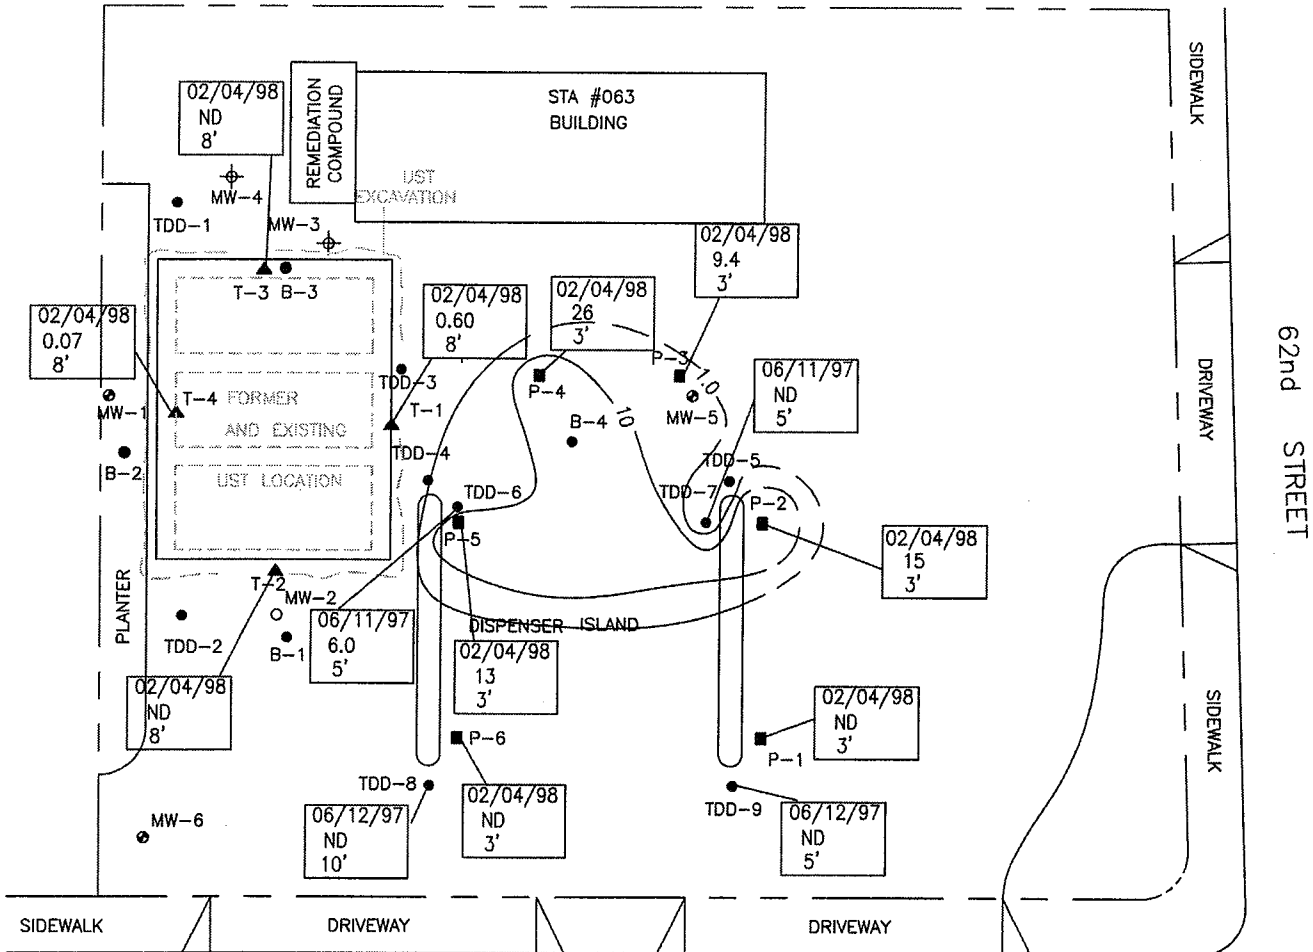 SIDEWALK
02/04/98
ND
8'
REMEDIATION
COMPOUND
STA #063
BUILDING
UST
EXCAVATION
MW-4
TDD-1
MW-3
02/04/98
9.4
3'
T-3 B-3
02/04/98
0.60
8'
02/04/98
26
3'
02/04/98
0.07
8'
P-3
1.0
62nd STREET
DRIVEWAY
TDD-3
P-4
10
MW-5
06/11/97
ND
5'
MW-1
T-4
FORMER
AND EXISTING
UST LOCATION
T-1
B-4
B-2
TDD-4
TDD-5
TDD-6
TDD-7
P-2
P-5
02/04/98
15
3'
PLANTER
T-2
MW-2
TDD-2
B-1
06/11/97
6.0
5'
DISPENSER ISLAND
02/04/98
13
3'
02/04/98
ND
8'
02/04/98
ND
3'
SIDEWALK
P-6
P-1
TDD-8
TDD-9
MW-6
06/12/97
ND
10'
02/04/98
ND
3'
06/12/97
ND
5'
SIDEWALK
DRIVEWAY
DRIVEWAY